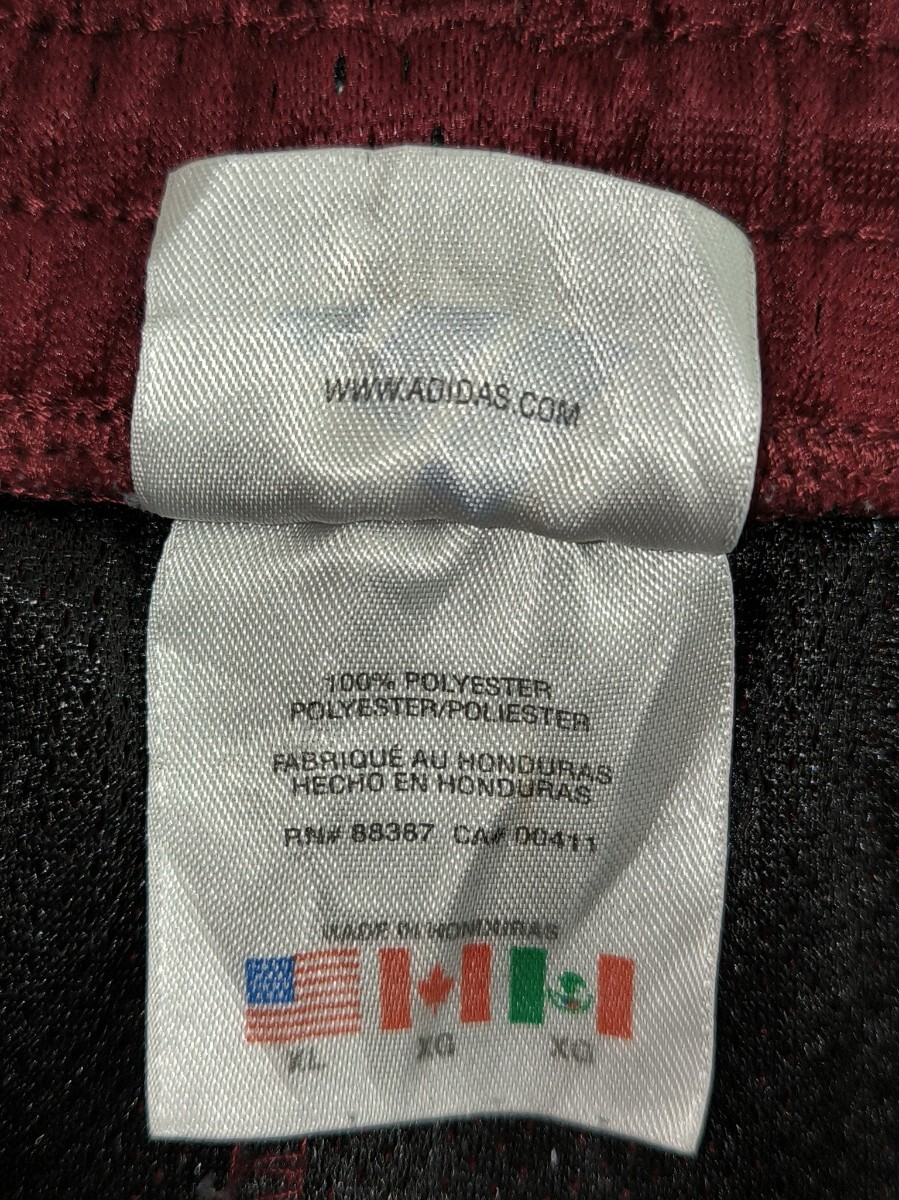 WWW.ADIDAS.COM
100% POLYESTER
POLYESTER/POLIESTER
FABRIQUÉ AU HONDURAS
HECHO EN HONDURAS
RN# 88387 CA# 00411
MADE IN HONDURAS
XL XG XG